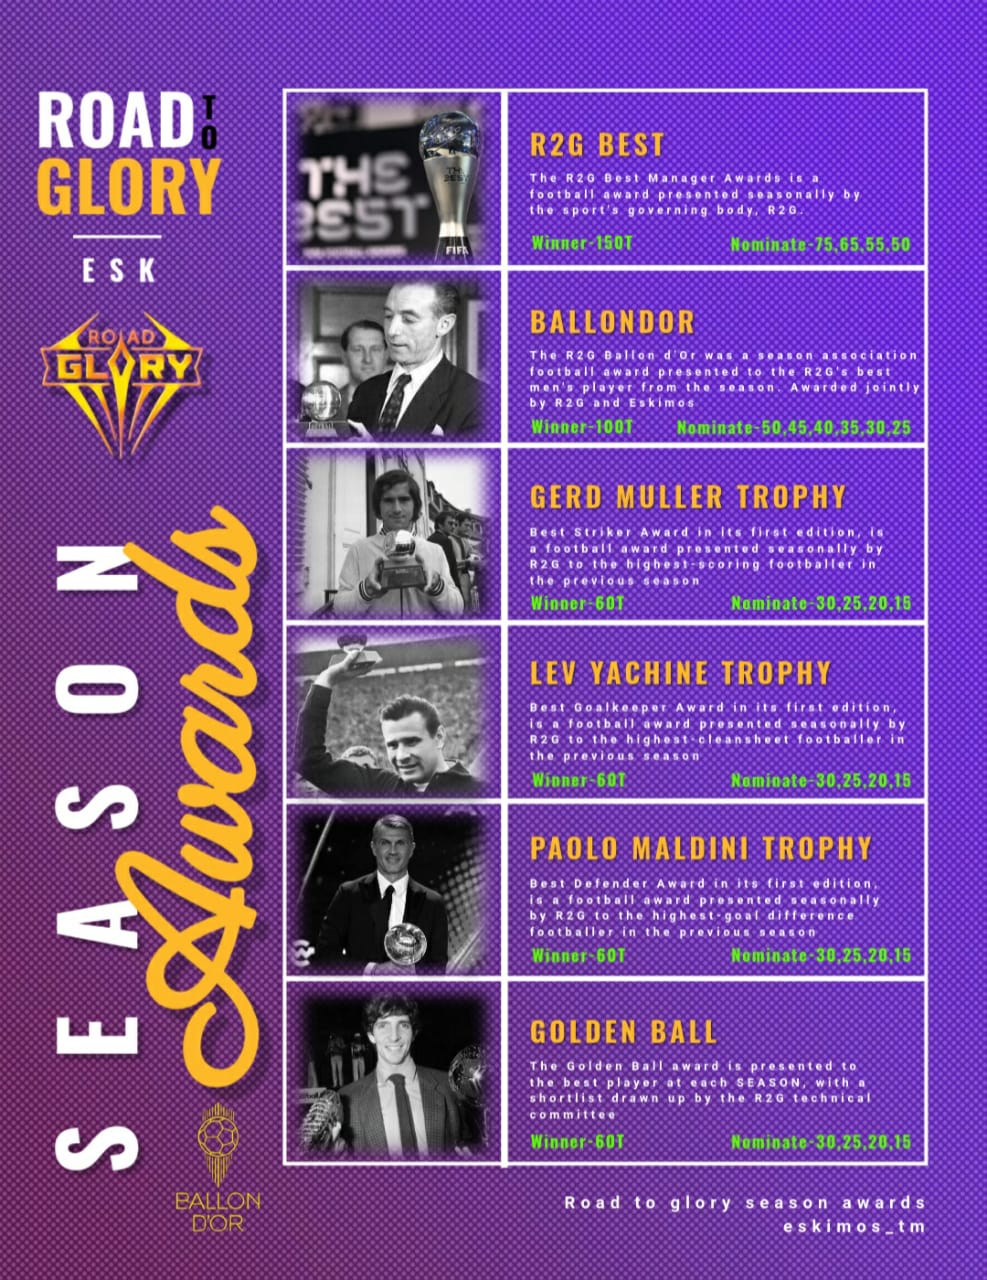 ROAD TO
GLORY
ESK
ROAD
GLORY
SEASON
Awards
BALLON
D'OR
THE
BEST
THE
BEST
FIFA
R2G BEST
The R2G Best Manager Awards is a
football award presented seasonally by
the sport's governing body, R2G.
Winner-150T Nominate-75,65,55,50
BALLONDOR
The R2G Ballon d'Or was a season association
football award presented to the R2G's best
men's player from the season. Awarded jointly
by R2G and Eskimos
Winner-100T Nominate-50,45,40,35,30,25
GERD MULLER TROPHY
Best Striker Award in its first edition, is
a football award presented seasonally by
R2G to the highest-scoring footballer in
the previous season
Winner-60T Nominate-30,25,20,15
LEV YACHINE TROPHY
Best Goalkeeper Award in its first edition,
is a football award presented seasonally by
R2G to the highest-cleansheet footballer in
the previous season
Winner-60T Nominate-30,25,20,15
PAOLO MALDINI TROPHY
Best Defender Award in its first edition,
is a football award presented seasonally
by R2G to the highest-goal difference
footballer in the previous season
Winner-60T Nominate-30,25,20,15
GOLDEN BALL
The Golden Ball award is presented to
the best player at each SEASON, with a
shortlist drawn up by the R2G technical
committee
Winner-60T Nominate-30,25,20,15
Road to glory season awards
eskimos_tm